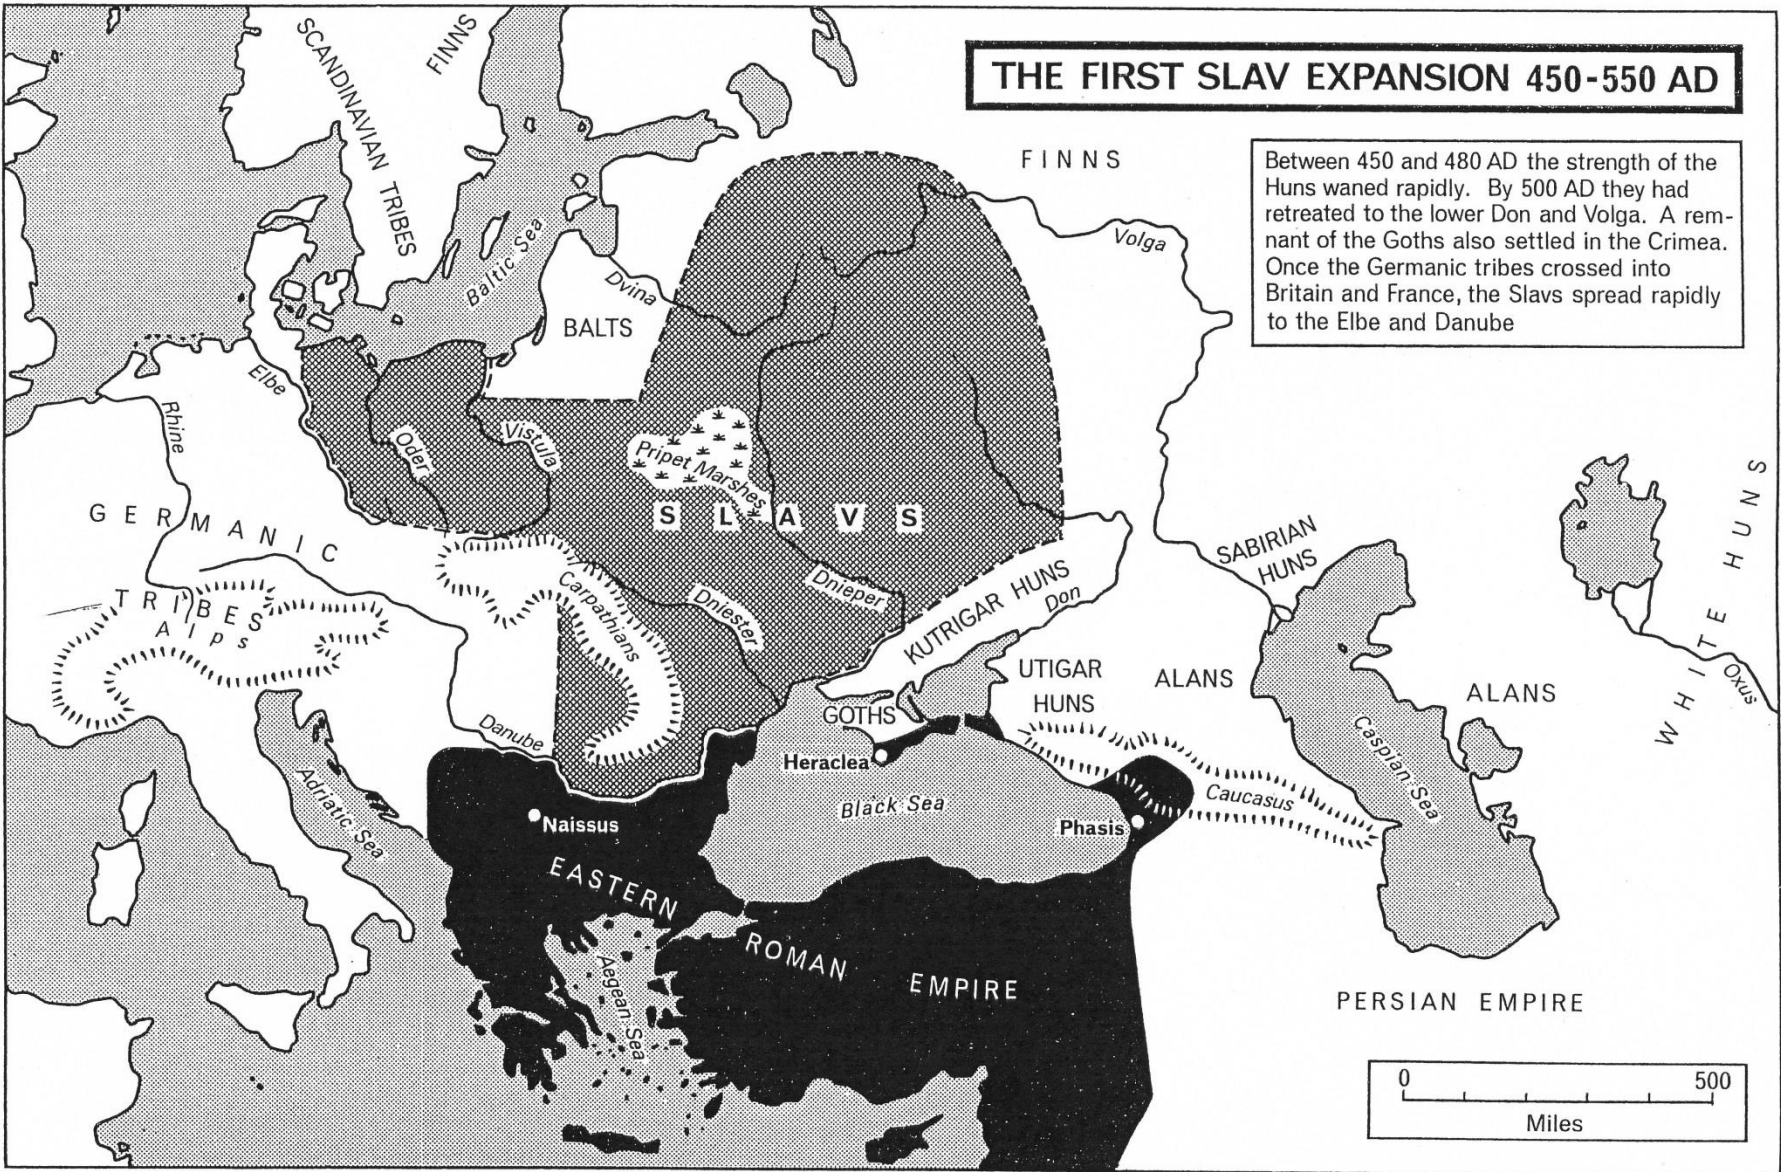 THE FIRST SLAV EXPANSION 450-550 AD
Between 450 and 480 AD the strength of the
Huns waned rapidly. By 500 AD they had
retreated to the lower Don and Volga. A rem-
nant of the Goths also settled in the Crimea.
Once the Germanic tribes crossed into
Britain and France, the Slavs spread rapidly
to the Elbe and Danube
SCANDINAVIAN TRIBES
FINNS
FINNS
Baltic Sea
Volga
Dvina
BALTS
Elbe
Rhine
Oder
Vistula
Pripet Marshes
SLAVS
GERMANIC
TRIBES
Alps
Carpathians
Dniester
Dnieper
KUTRIGAR HUNS
Don
SABIRIAN
HUNS
WHITE HUNS
Oxus
UTIGAR
HUNS
ALANS
ALANS
GOTHS
Danube
Heraclea
Black Sea
Phasis
Caucasus
Caspian Sea
Adriatic Sea
Naissus
EASTERN
ROMAN
EMPIRE
Aegean Sea
PERSIAN EMPIRE
0
500
Miles